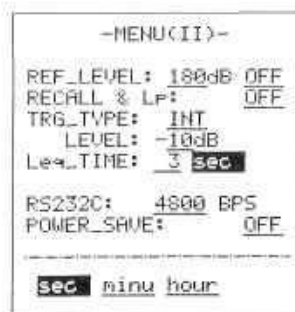 -MENU(II)-
REF_LEVEL: 180dB OFF
RECALL & Lp: OFF
TRG_TYPE: INT
LEVEL: -10dB
Leq_TIME: 3 sec
RS232C: 4800 BPS
POWER_SAVE: OFF
sec minu hour